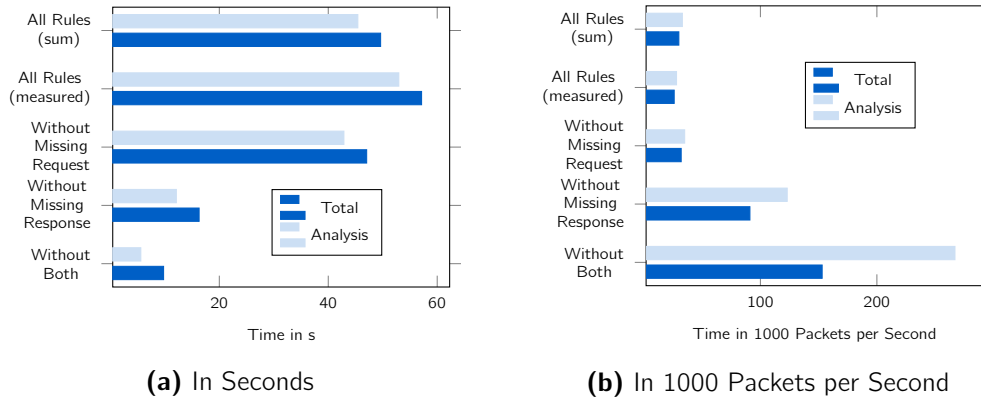 All Rules
(sum)
All Rules
(measured)
Without
Missing
Request
Without
Missing
Response
Without
Both
Total
Analysis
20
40
60
Time in s
(a) In Seconds
All Rules
(sum)
All Rules
(measured)
Without
Missing
Request
Without
Missing
Response
Without
Both
Total
Analysis
100
200
Time in 1000 Packets per Second
(b) In 1000 Packets per Second